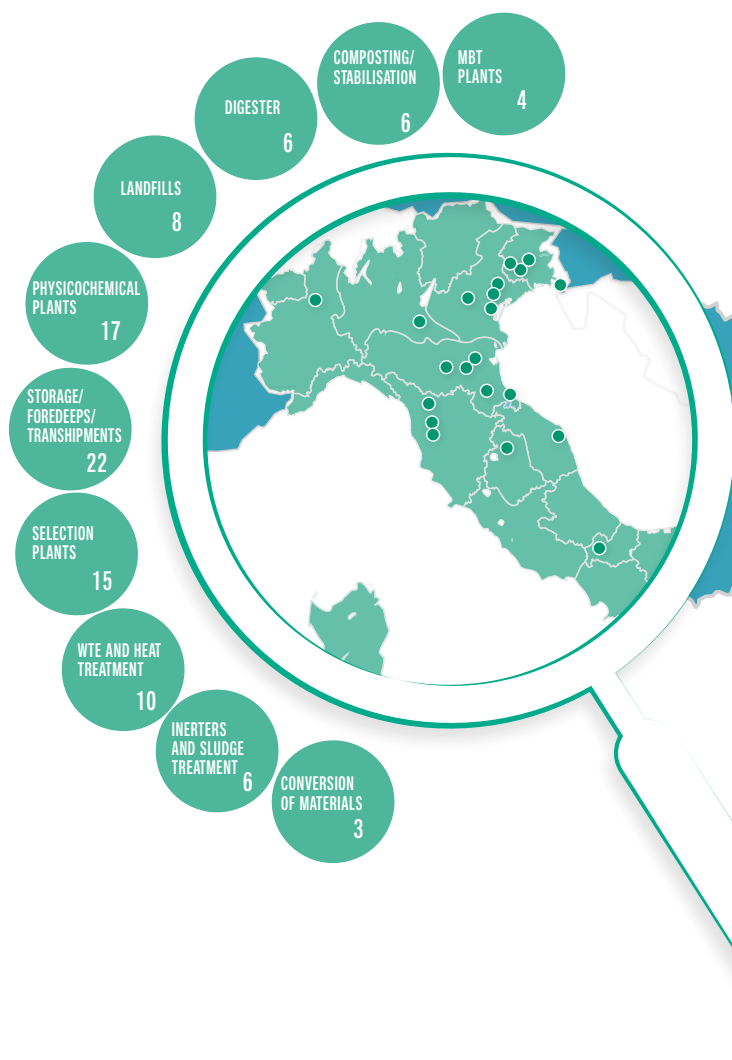 COMPOSTING/
STABILISATION
6
MBT
PLANTS
4
DIGESTER
6
LANDFILLS
8
PHYSICOCHEMICAL
PLANTS
17
STORAGE/
FOREDEEPS/
TRANSHIPMENTS
22
SELECTION
PLANTS
15
WTE AND HEAT
TREATMENT
10
INERTERS
AND SLUDGE
TREATMENT
6
CONVERSION
OF MATERIALS
3